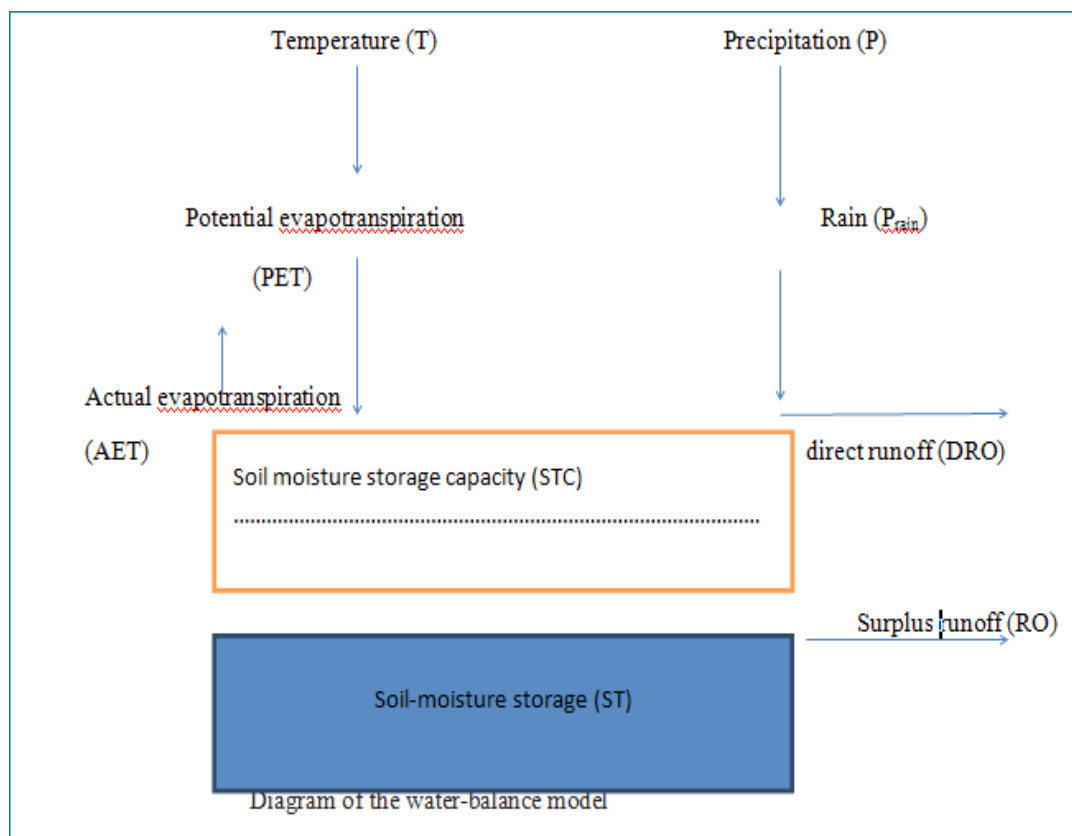 Temperature (T)
Precipitation (P)
Potential evapotranspiration
Rain (Prain)
(PET)
Actual evapotranspiration
(AET)
direct runoff (DRO)
Soil moisture storage capacity (STC)
................................................................................................
Surplus runoff (RO)
Soil-moisture storage (ST)
Diagram of the water-balance model